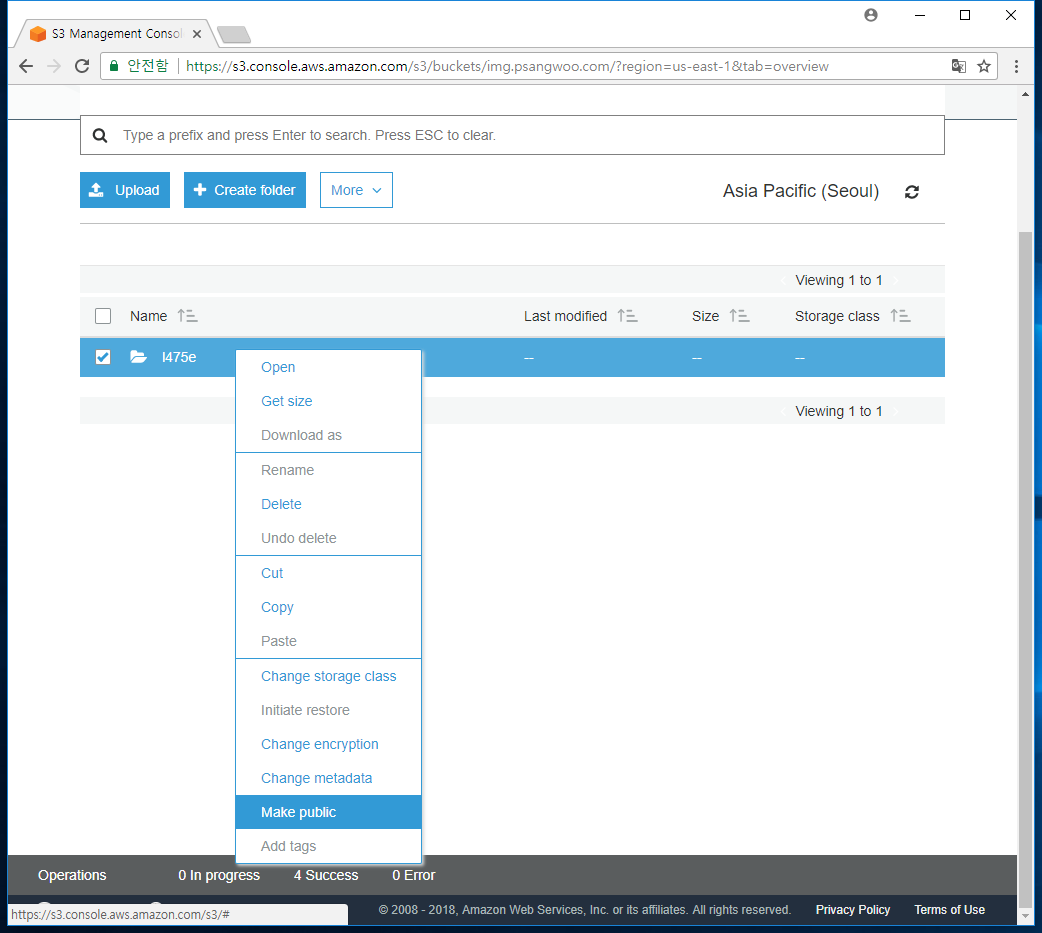 S3 Management Consol
안전함 https://s3.console.aws.amazon.com/s3/buckets/img.psangwoo.com/?region=us-east-1&tab=overview
Type a prefix and press Enter to search. Press ESC to clear.
Upload Create folder More Asia Pacific (Seoul)
Viewing 1 to 1
Name Last modified Size Storage class
l475e -- -- --
Open
Get size
Download as
Viewing 1 to 1
Rename
Delete
Undo delete
Cut
Copy
Paste
Change storage class
Initiate restore
Change encryption
Change metadata
Make public
Add tags
Operations 0 In progress 4 Success 0 Error
https://s3.console.aws.amazon.com/s3/# © 2008 - 2018, Amazon Web Services, Inc. or its affiliates. All rights reserved. Privacy Policy Terms of Use